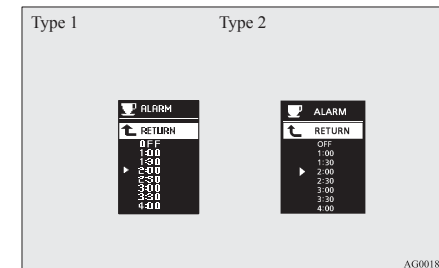 Type 1
Type 2
ALARM
RETURN
OFF
1:00
1:30
2:00
2:30
3:00
3:30
4:00
ALARM
RETURN
OFF
1:00
1:30
2:00
2:30
3:00
3:30
4:00
AG0018